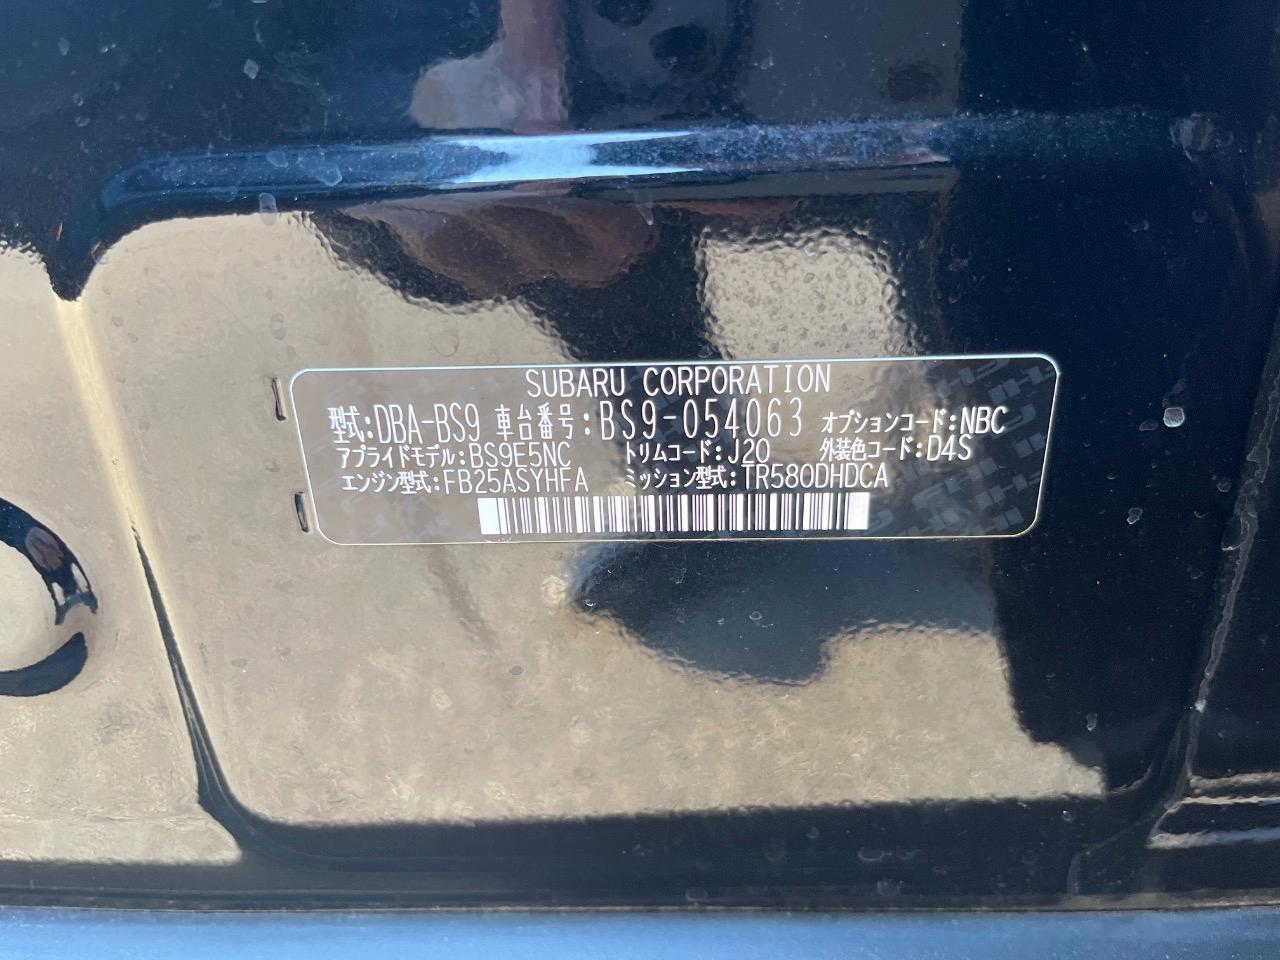 SUBARU CORPORATION
型式:DBA-BS9 車台番号:BS9-054063 オプションコード:NBC
アプライドモデル:BS9E5NC トリムコード:J20 外装色コード:D4S
エンジン型式:FB25ASYHFA ミッション型式:TR580DHDCA